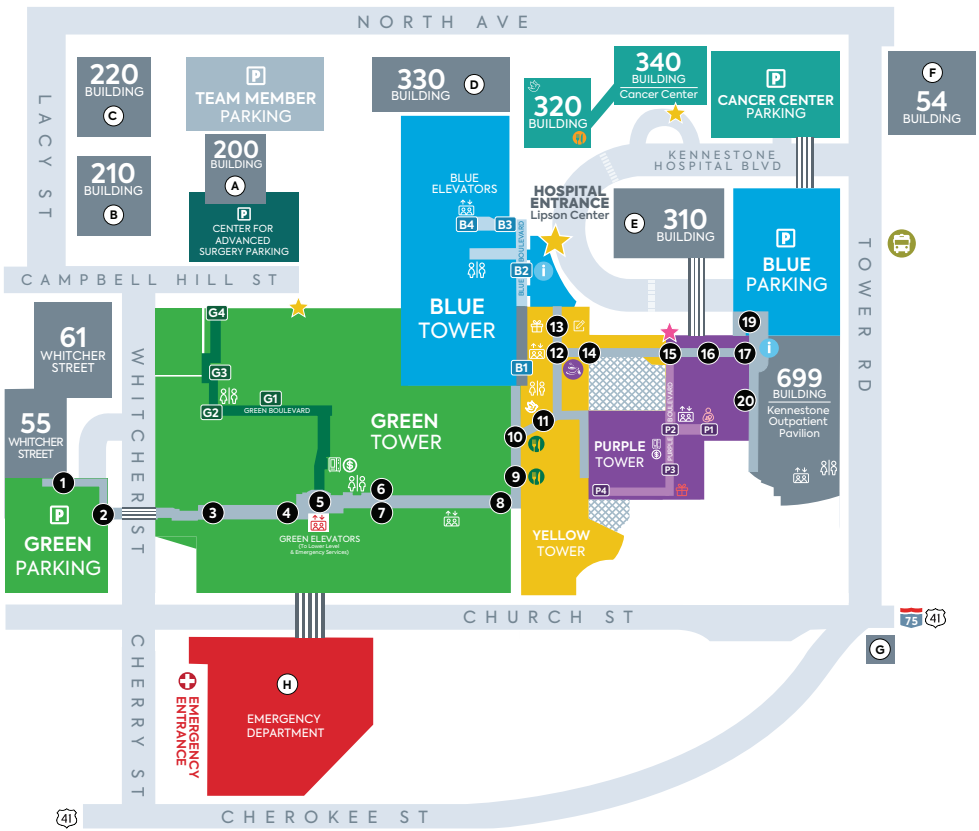 NORTH AVE
LACY ST
220
BUILDING
C
P
TEAM MEMBER
PARKING
330
BUILDING
D
340
BUILDING
Cancer Center
320
BUILDING
P
CANCER CENTER
PARKING
F
54
BUILDING
210
BUILDING
B
200
BUILDING
A
P
CENTER FOR
ADVANCED
SURGERY PARKING
KENNESTONE
HOSPITAL BLVD
BLUE
ELEVATORS
B4
B3
HOSPITAL
ENTRANCE
Lipson Center
E
310
BUILDING
P
BLUE
PARKING
TOWER RD
CAMPBELL HILL ST
BLUE BOULEVARD
B2
i
BLUE
TOWER
61
WHITCHER
STREET
WHITCHER ST
G4
G3
G2
G1
GREEN BOULEVARD
GREEN
TOWER
B1
13
12
14
15
16
17
19
i
20
699
BUILDING
Kennestone
Outpatient
Pavilion
55
WHITCHER
STREET
11
10
9
8
PURPLE
TOWER
PURPLE BOULEVARD
P2
P1
P3
P4
$
$
1
2
3
4
5
6
7
P
GREEN
PARKING
GREEN ELEVATORS
(To Lower Level
& Emergency Services)
YELLOW
TOWER
CHURCH ST
75
41
G
CHERRY ST
EMERGENCY
ENTRANCE
H
EMERGENCY
DEPARTMENT
41
CHEROKEE ST